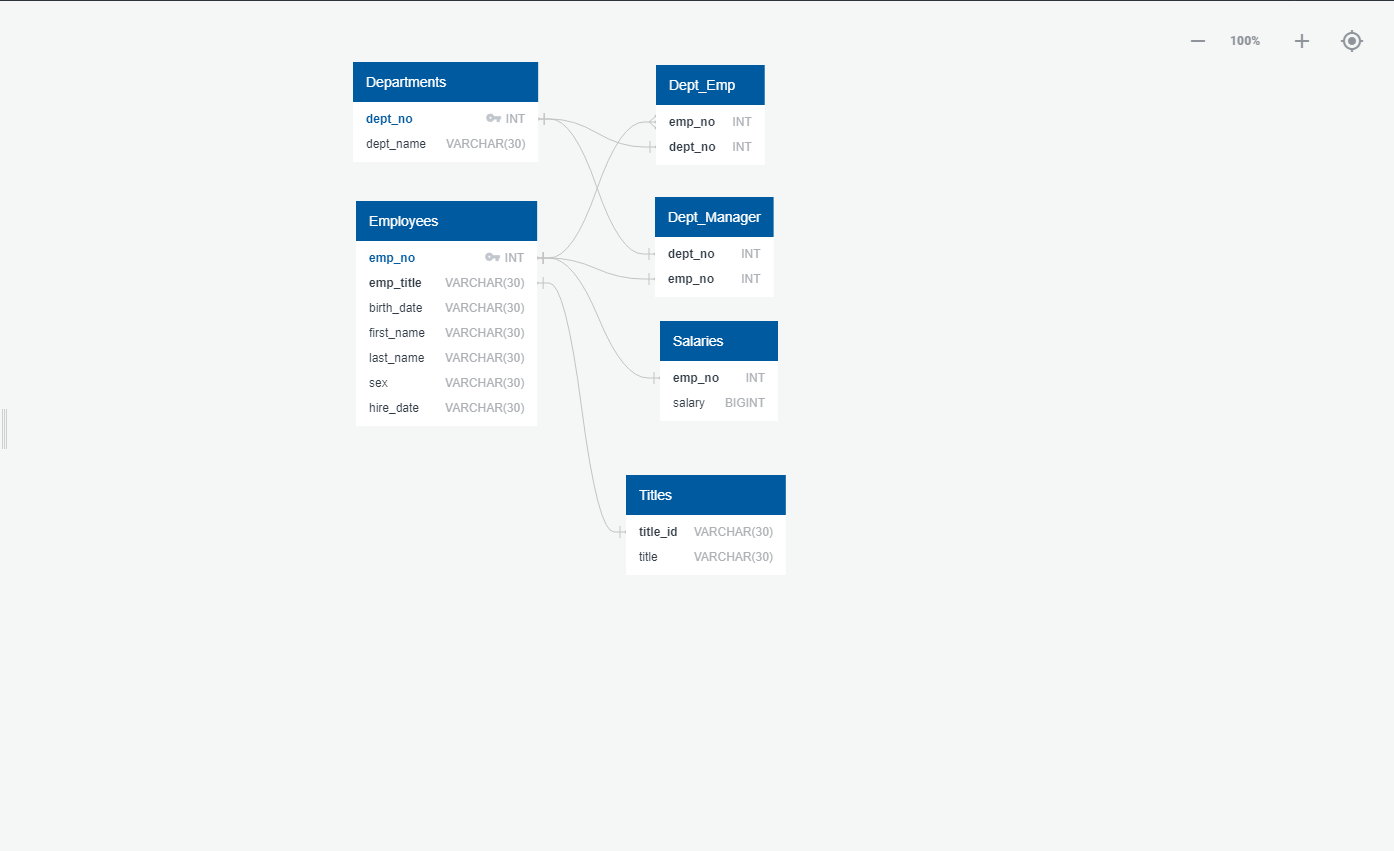 100%
Departments
dept_no INT
dept_name VARCHAR(30)
Dept_Emp
emp_no INT
dept_no INT
Employees
emp_no INT
emp_title VARCHAR(30)
birth_date VARCHAR(30)
first_name VARCHAR(30)
last_name VARCHAR(30)
sex VARCHAR(30)
hire_date VARCHAR(30)
Dept_Manager
dept_no INT
emp_no INT
Salaries
emp_no INT
salary BIGINT
Titles
title_id VARCHAR(30)
title VARCHAR(30)